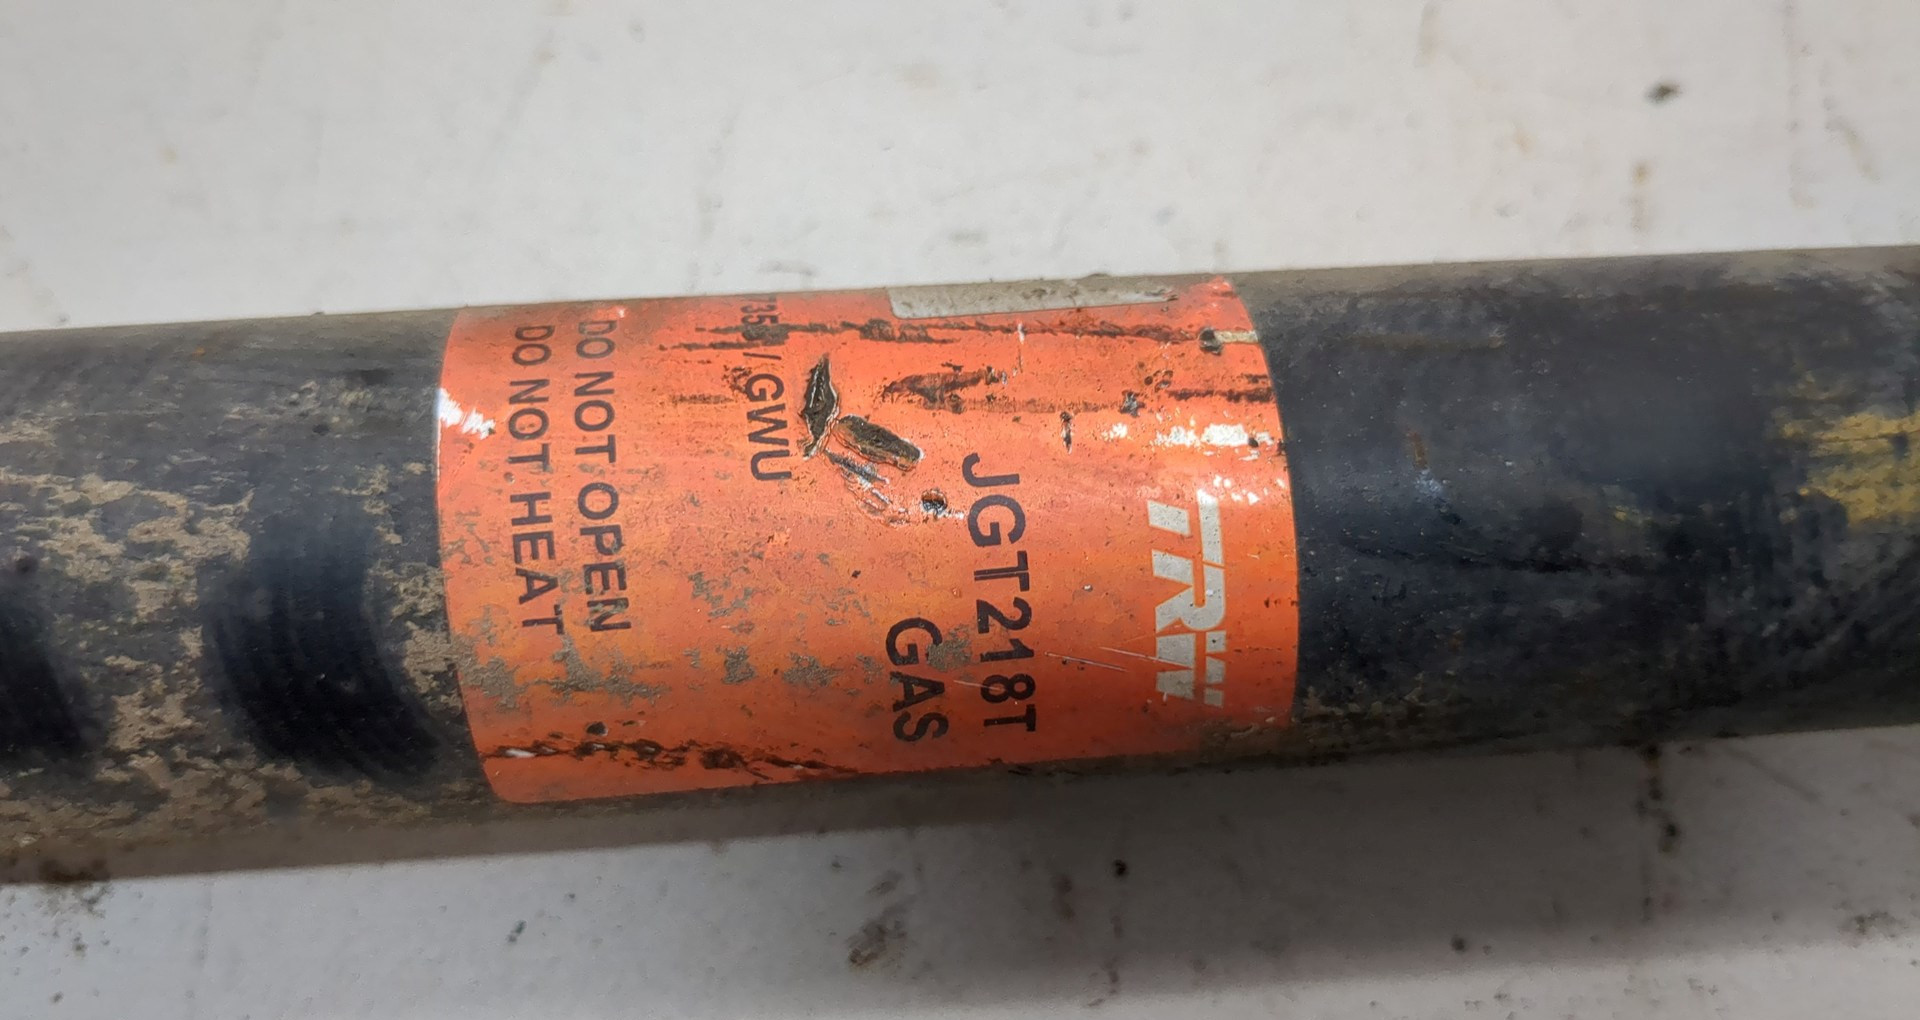 TRW
JGT218T
GAS
/ GWU
DO NOT OPEN
DO NOT HEAT